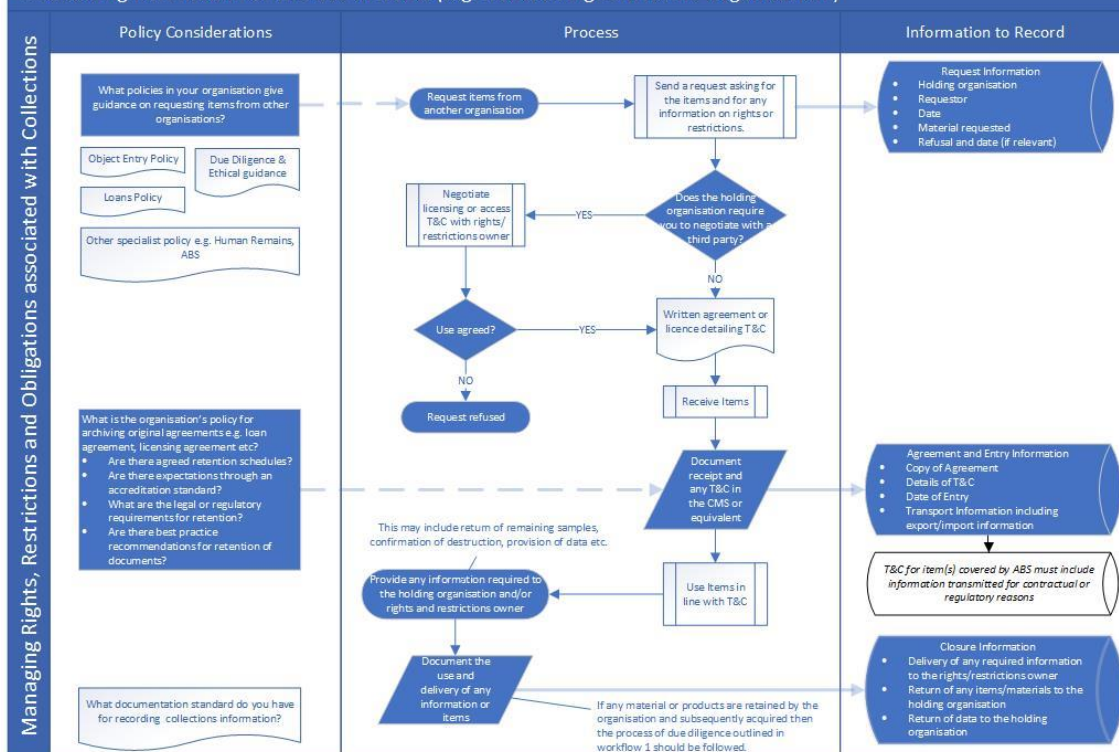 Policy Considerations
Process
Information to Record
Managing Rights, Restrictions and Obligations associated with Collections
What policies in your organisation give
guidance on requesting items from other
organisations?
Object Entry Policy
Due Diligence &
Ethical guidance
Loans Policy
Other specialist policy e.g. Human Remains,
ABS
Request items from
another organisation
Send a request asking for
the items and for any
information on rights or
restrictions.
Request Information
• Holding organisation
• Requestor
• Date
• Material requested
• Refusal and date (if relevant)
Negotiate
licensing or access
T&C with rights/
restrictions owner
YES
Does the holding
organisation require
you to negotiate with a
third party?
NO
Use agreed?
YES
Written agreement or
licence detailing T&C
NO
Request refused
Receive Items
What is the organisation's policy for
archiving original agreements e.g. loan
agreement, licensing agreement etc?
• Are there agreed retention schedules?
• Are there expectations through an
accreditation standard?
• What are the legal or regulatory
requirements for retention?
• Are there best practice
recommendations for retention of
documents?
Document
receipt and
any T&C in
the CMS or
equivalent
Agreement and Entry Information
• Copy of Agreement
• Details of T&C
• Date of Entry
• Transport Information including
export/import information
This may include return of remaining samples,
confirmation of destruction, provision of data etc.
T&C for item(s) covered by ABS must include
information transmitted for contractual or
regulatory reasons
Provide any information required to
the holding organisation and/or
rights and restrictions owner
Use Items in
line with T&C
Document the
use and
delivery of any
information or
items
Closure Information
• Delivery of any required information
to the rights/restrictions owner
• Return of any items/materials to the
holding organisation
• Return of data to the holding
organisation
What documentation standard do you have
for recording collections information?
If any material or products are retained by the
organisation and subsequently acquired then
the process of due diligence outlined in
workflow 1 should be followed.